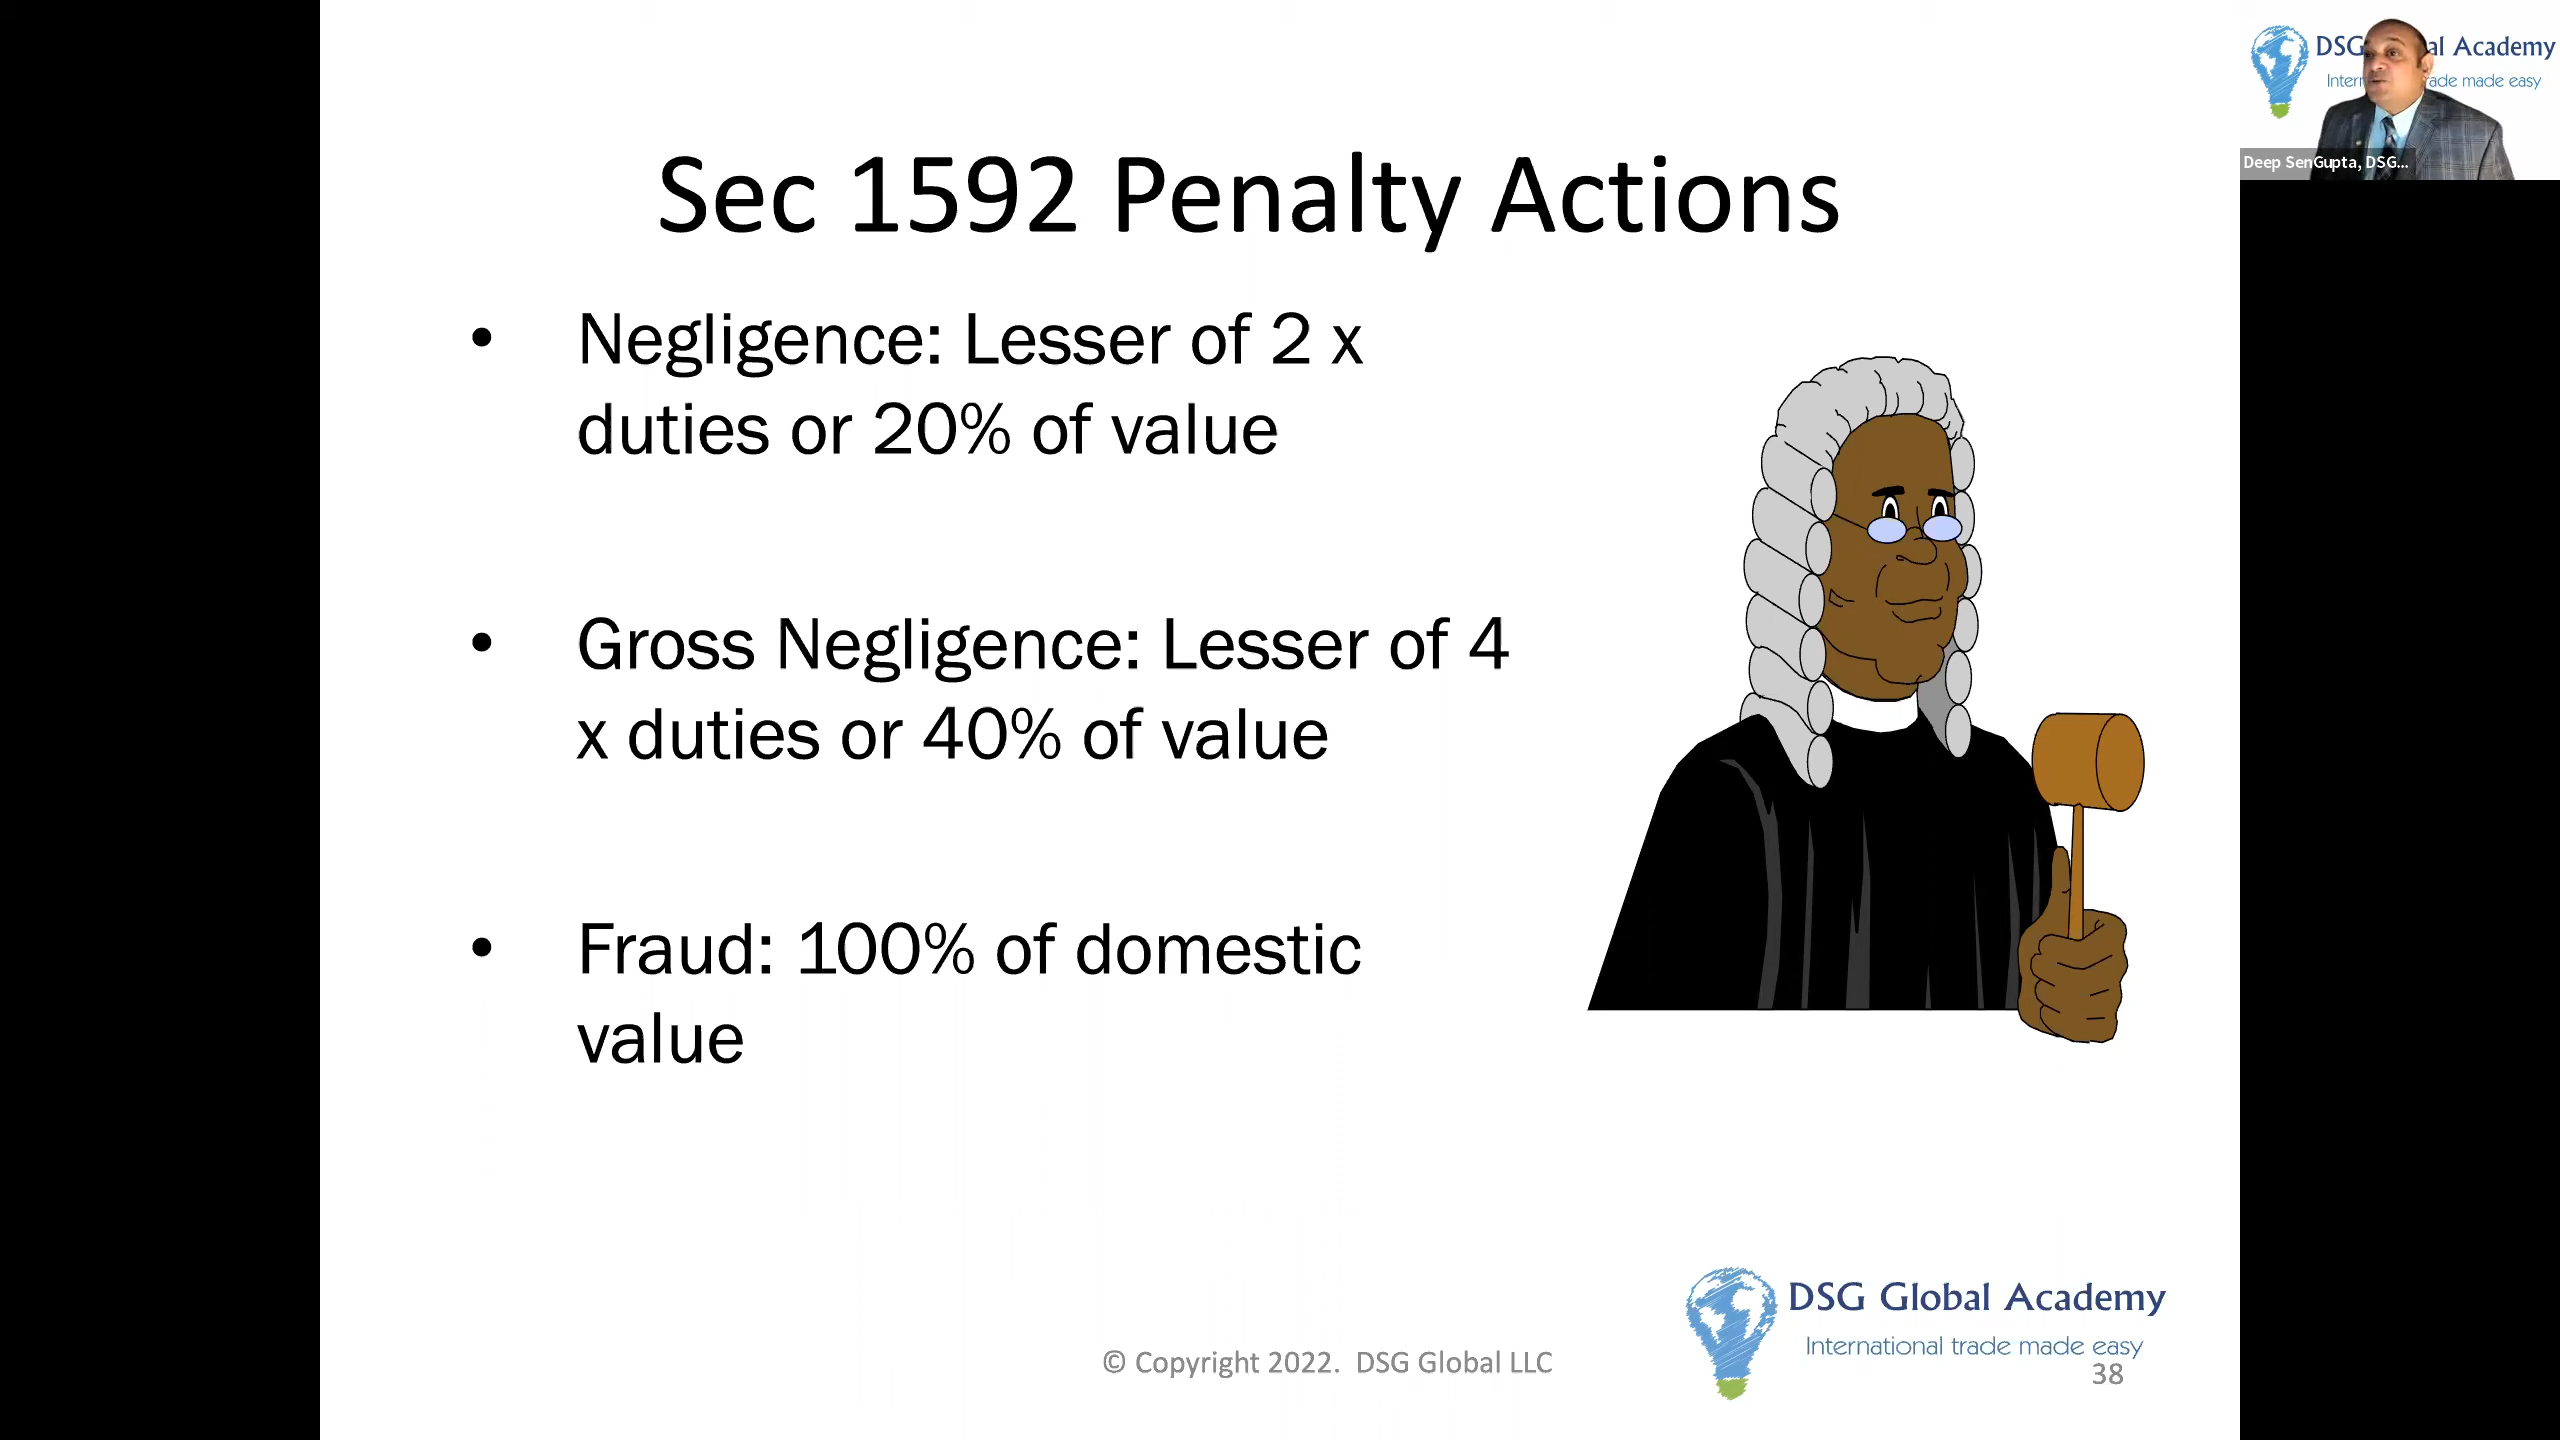 DSG al Academy
Inter ade made easy
Deep SenGupta, DSG...
Sec 1592 Penalty Actions
• Negligence: Lesser of 2 x
duties or 20% of value
• Gross Negligence: Lesser of 4
x duties or 40% of value
• Fraud: 100% of domestic
value
DSG Global Academy
International trade made easy
© Copyright 2022. DSG Global LLC
38